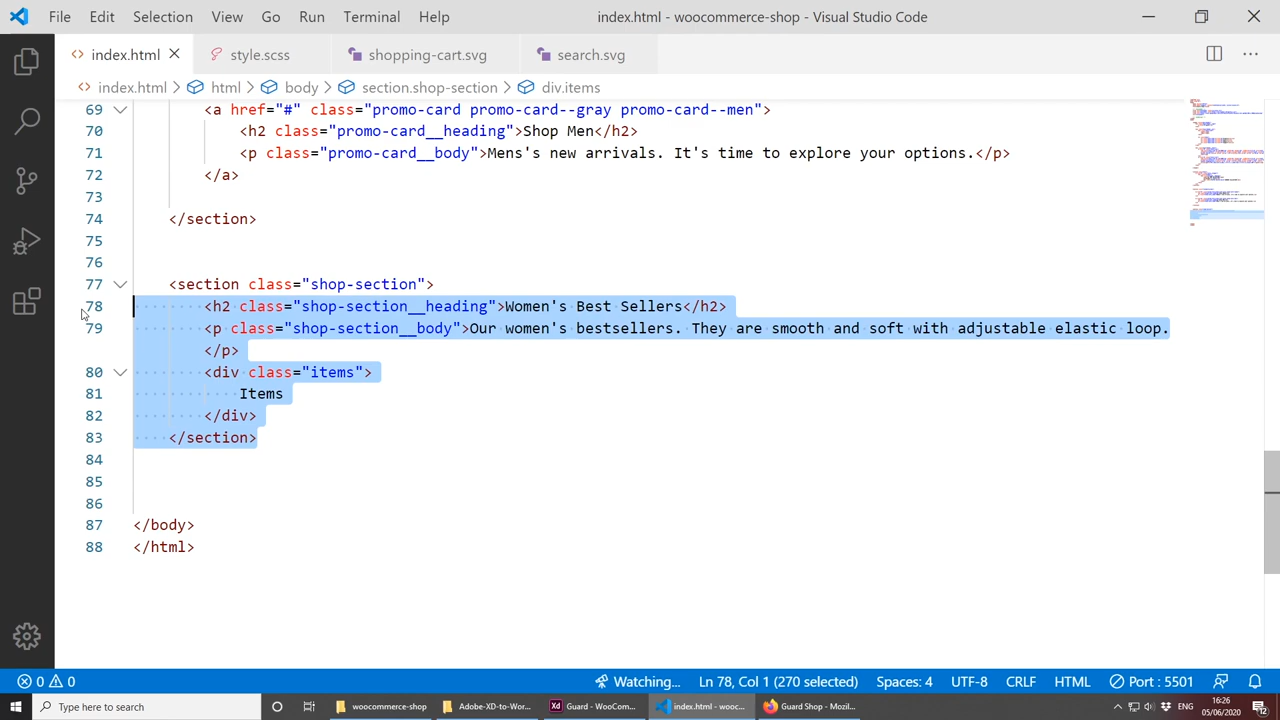 File Edit Selection View Go Run Terminal Help index.html - woocommerce-shop - Visual Studio Code
index.html style.scss shopping-cart.svg search.svg
index.html > html > body > section.shop-section > div.items
69 <a href="#" class="promo-card promo-card--gray promo-card--men">
70 <h2 class="promo-card__heading">Shop Men</h2>
71 <p class="promo-card__body">Men's new arrivals. It's time to explore your options.</p>
72 </a>
73
74 </section>
75
76
77 <section class="shop-section">
78 <h2 class="shop-section__heading">Women's Best Sellers</h2>
79 <p class="shop-section__body">Our women's bestsellers. They are smooth and soft with adjustable elastic loop.
</p>
80 <div class="items">
81 Items
82 </div>
83 </section>
84
85
86
87 </body>
88 </html>
0 0 Watching... Ln 78, Col 1 (270 selected) Spaces: 4 UTF-8 CRLF HTML Port : 5501
Type here to search woocommerce-shop Adobe-XD-to-Wor... Guard - WooCom... index.html - wooc... Guard Shop - Mozil... 16:26
05/06/2020 12